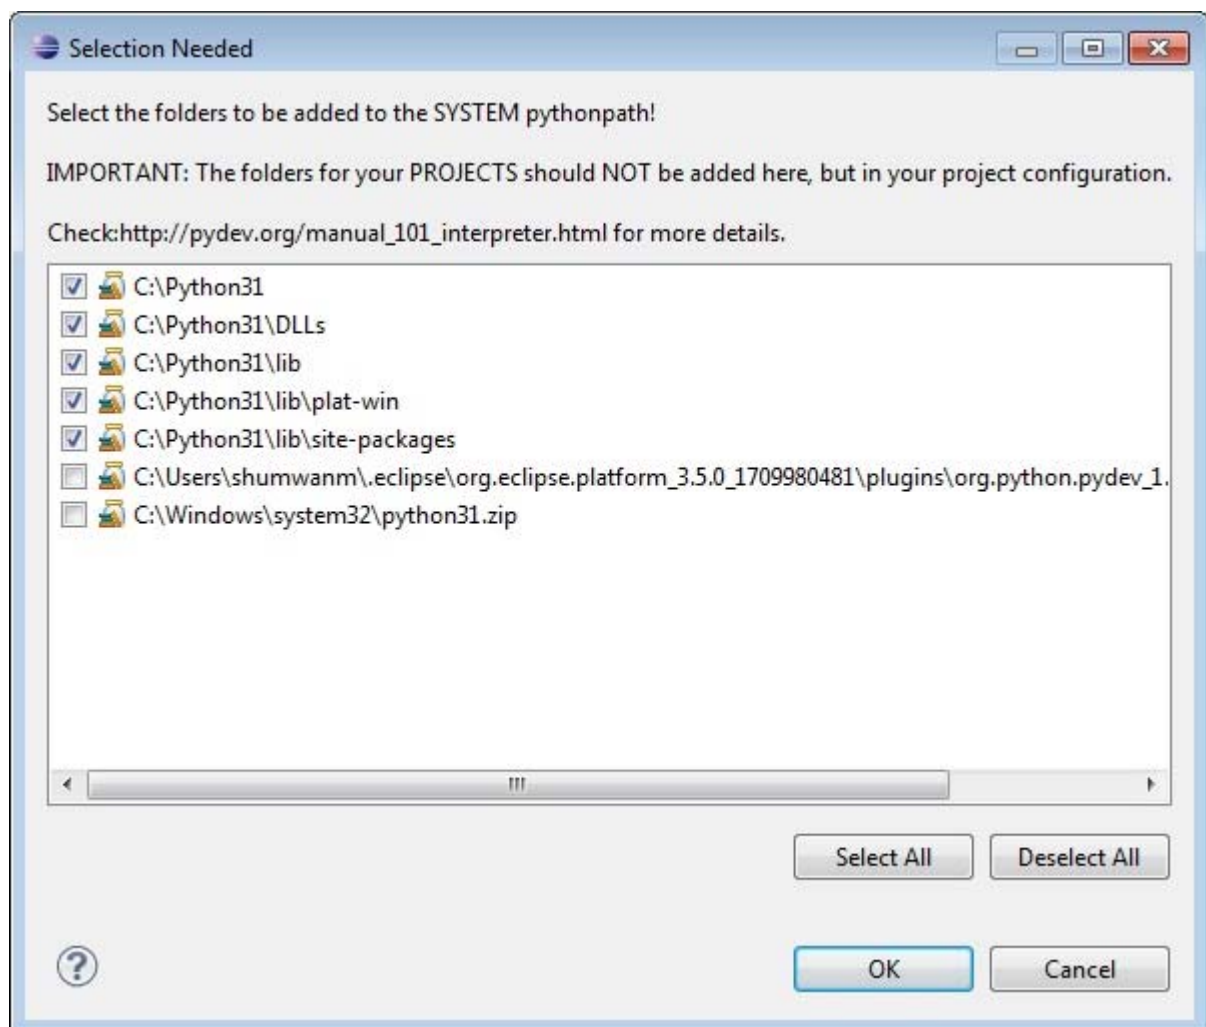 Selection Needed
Select the folders to be added to the SYSTEM pythonpath!
IMPORTANT: The folders for your PROJECTS should NOT be added here, but in your project configuration.
Check:http://pydev.org/manual_101_interpreter.html for more details.
C:\Python31
C:\Python31\DLLs
C:\Python31\lib
C:\Python31\lib\plat-win
C:\Python31\lib\site-packages
C:\Users\shumwanm\.eclipse\org.eclipse.platform_3.5.0_1709980481\plugins\org.python.pydev_1.
C:\Windows\system32\python31.zip
Select All Deselect All
OK Cancel